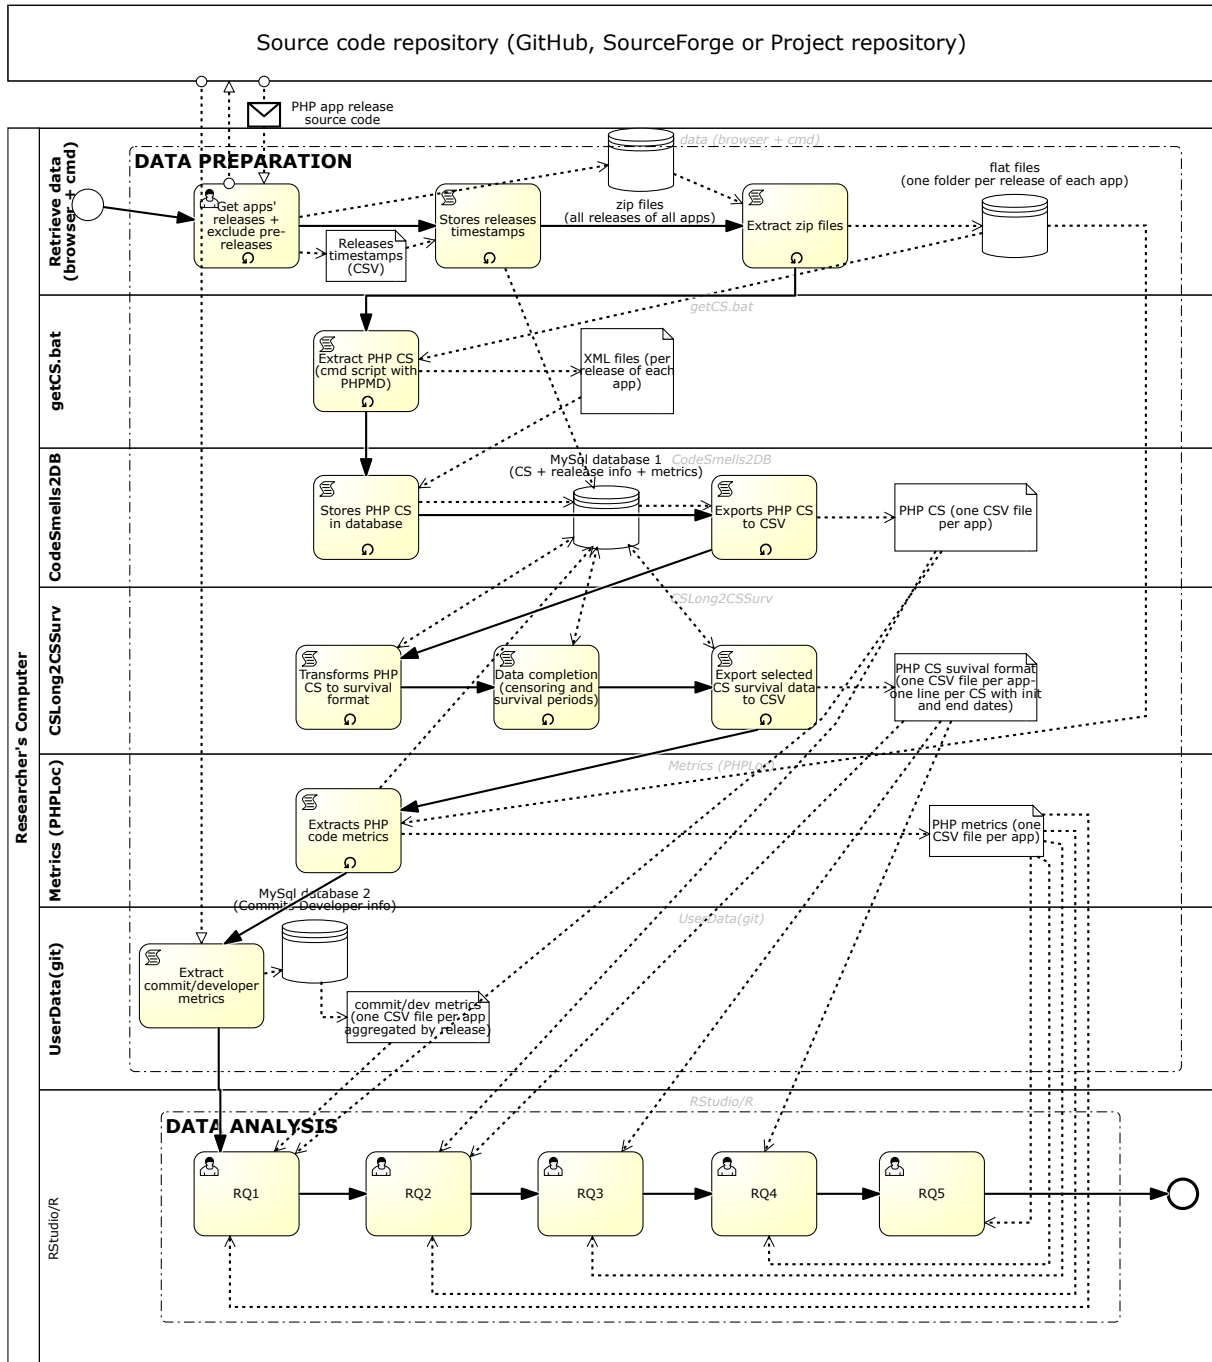 Source code repository (GitHub, SourceForge or Project repository)
PHP app release
source code
Researcher's Computer
Retrieve data
(browser + cmd)
data (browser + cmd)
DATA PREPARATION
Get apps'
releases +
exclude pre-
releases
Releases
timestamps
(CSV)
Stores releases
timestamps
zip files
(all releases of all apps)
Extract zip files
flat files
(one folder per release of each app)
getCS.bat
getCS.bat
Extract PHP CS
(cmd script with
PHPMD)
XML files (per
release of each
app)
CodeSmells2DB
CodeSmells2DB
Stores PHP CS
in database
MySql database 1
(CS + realease info + metrics)
Exports PHP CS
to CSV
PHP CS (one CSV file
per app)
CSLong2CSSurv
CSLong2CSSurv
Transforms PHP
CS to survival
format
Data completion
(censoring and
survival periods)
Export selected
CS survival data
to CSV
PHP CS suvival format
(one CSV file per app-
one line per CS with init
and end dates)
Metrics (PHPLoc)
Metrics (PHPLoc)
Extracts PHP
code metrics
PHP metrics (one
CSV file per app)
UserData(git)
UserData(git)
MySql database 2
(Commits Developer info)
Extract
commit/developer
metrics
commit/dev metrics
(one CSV file per app
aggregated by release)
RStudio/R
RStudio/R
DATA ANALYSIS
RQ1
RQ2
RQ3
RQ4
RQ5